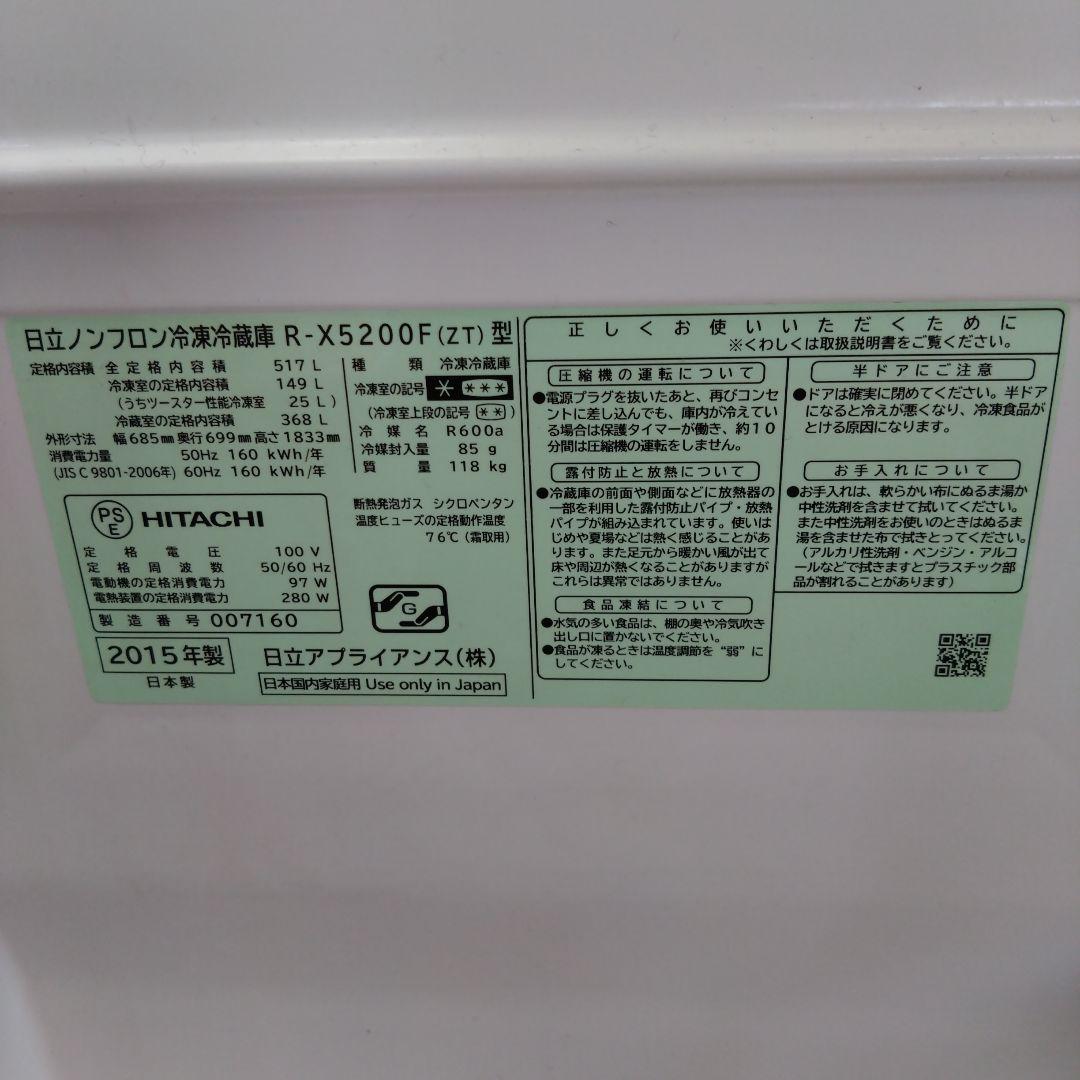 日立ノンフロン冷凍冷蔵庫 R-X5200F(ZT)型
定格内容積 全定格内容積 517 L
冷凍室の定格内容積 149 L
(うちツースター性能冷凍室 25 L)
冷蔵室の定格内容積 368 L
外形寸法 幅 685㎜ 奥行 699㎜ 高さ 1833㎜
消費電力量 50Hz 160 kWh/年
(JIS C 9801-2006年) 60Hz 160 kWh/年
種類 冷凍冷蔵庫
冷凍室の記号 * ***
(冷凍室上段の記号 **)
冷媒名 R600a
冷媒封入量 85 g
質量 118 kg
PS
E
HITACHI
定格電圧 100 V
定格周波数 50/60 Hz
電動機の定格消費電力 97 W
電熱装置の定格消費電力 280 W
製造番号 007160
断熱発泡ガス シクロペンタン
温度ヒューズの定格動作温度
76℃(霜取用)
G
2015年製
日本製
日立アプライアンス(株)
日本国内家庭用 Use only in Japan
正しくお使いいただくために
※くわしくは取扱説明書をご覧ください。
圧縮機の運転について
●電源プラグを抜いたあと、再びコンセ
ントに差し込んでも、庫内が冷えてい
る場合は保護タイマーが働き、約10
分間は圧縮機の運転をしません。
露付防止と放熱について
●冷蔵庫の前面や側面などに放熱器の
一部を利用した露付防止パイプ・放熱
パイプが組み込まれています。使いは
じめや夏場などは熱く感じることがあ
ります。また足元から暖かい風が出て
床や周辺が熱くなることがありますが
これらは異常ではありません。
食品凍結について
●水気の多い食品は、棚の奥や冷気吹き
出し口に置かないでください。
●食品が凍るときは温度調節を“弱”に
してください。
半ドアにご注意
●ドアは確実に閉めてください。半ドア
になると冷えが悪くなり、冷凍食品が
とける原因になります。
お手入れについて
●お手入れは、軟らかい布にぬるま湯か
中性洗剤を含ませて拭いてください。
また中性洗剤をお使いのときはぬるま
湯を含ませた布で拭きとってください。
(アルカリ性洗剤・ベンジン・アルコ
ールなどで拭きますとプラスチック部
品が割れることがあります)